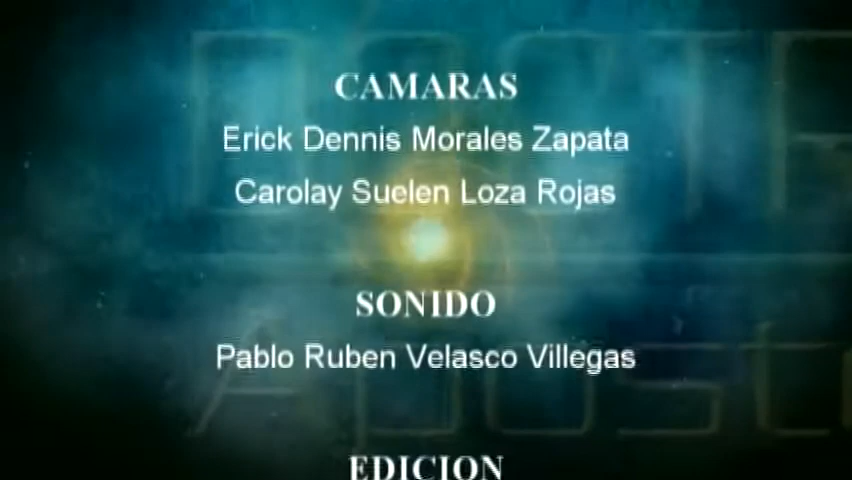 CAMARAS
Erick Dennis Morales Zapata
Carolay Suelen Loza Rojas
SONIDO
Pablo Ruben Velasco Villegas
EDICION